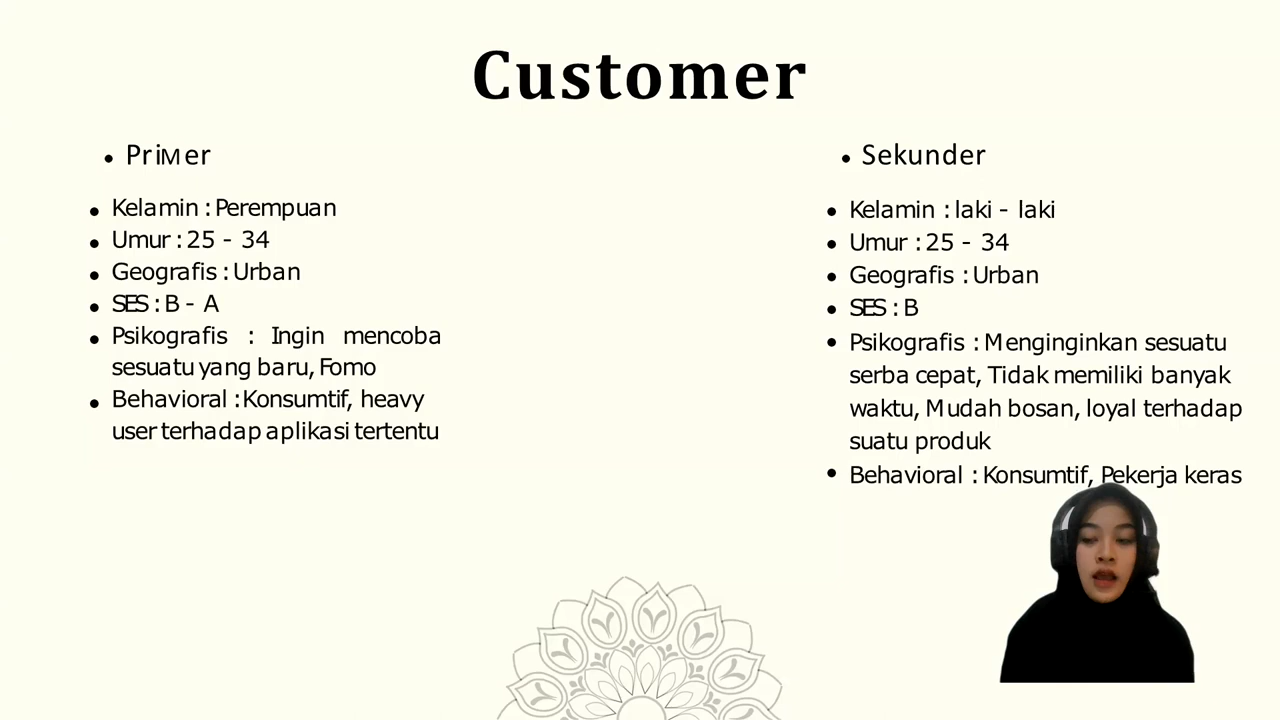 Customer
• PriMer
• Kelamin : Perempuan
• Umur : 25 - 34
• Geografis : Urban
• SES : B - A
• Psikografis : Ingin mencoba
sesuatu yang baru, Fomo
• Behavioral : Konsumtif, heavy
user terhadap aplikasi tertentu
• Sekunder
• Kelamin : laki - laki
• Umur : 25 - 34
• Geografis : Urban
• SES : B
• Psikografis : Menginginkan sesuatu
serba cepat, Tidak memiliki banyak
waktu, Mudah bosan, loyal terhadap
suatu produk
• Behavioral : Konsumtif, Pekerja keras